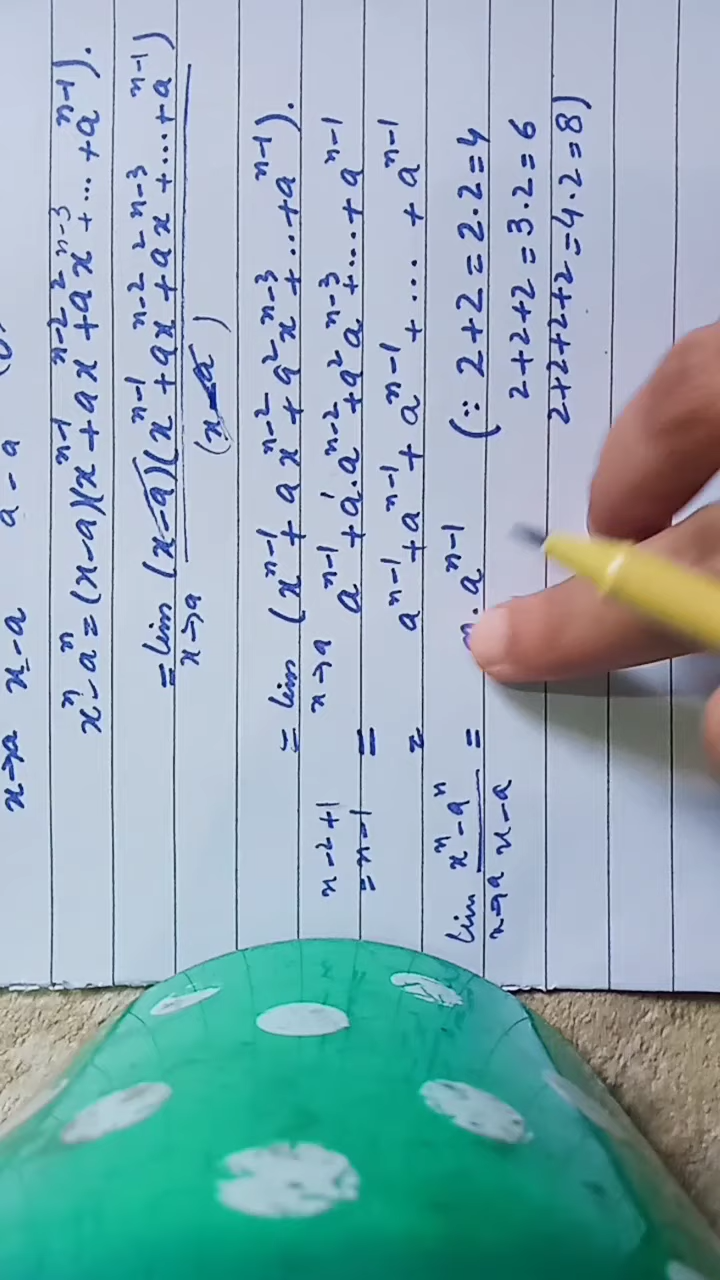 x→a x-a a-a
xⁿ-aⁿ=(x-a)(xⁿ⁻¹+axⁿ⁻²+a²xⁿ⁻³+...+aⁿ⁻¹).
=lim x→a (x-a)(xⁿ⁻¹+axⁿ⁻²+a²xⁿ⁻³+...+aⁿ⁻¹)
(x-a)
=lim x→a (xⁿ⁻¹+axⁿ⁻²+a²xⁿ⁻³+...+aⁿ⁻¹).
n-2+1
=n-1
= aⁿ⁻¹+a¹.aⁿ⁻²+a²aⁿ⁻³+...+aⁿ⁻¹
= aⁿ⁻¹+aⁿ⁻¹+aⁿ⁻¹+...+aⁿ⁻¹
lim x→a xⁿ-aⁿ / x-a = n.aⁿ⁻¹ (∵ 2+2=2.2=4
2+2+2=3.2=6
2+2+2+2=4.2=8)